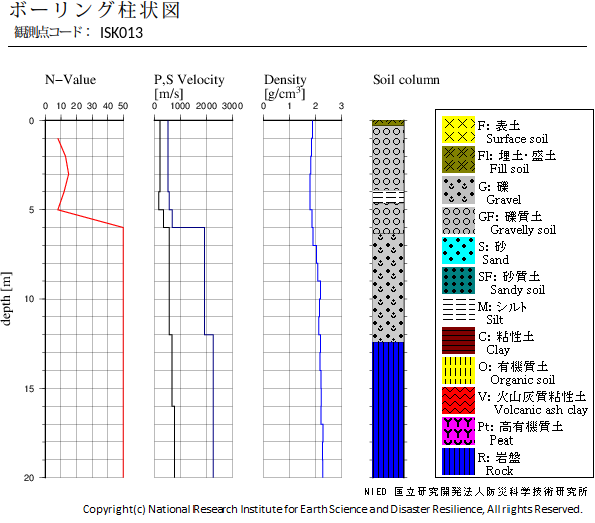 ボーリング柱状図
観測点コード： ISK013
N-Value P,S Velocity Density Soil column
[m/s] [g/cm3]
0 10 20 30 40 50 0 1000 2000 3000 0 1 2 3
0
5
10
15
20
depth [m]
F: 表土
Surface soil
Fl: 埋土・盛土
Fill soil
G: 礫
Gravel
GF: 礫質土
Gravelly soil
S: 砂
Sand
SF: 砂質土
Sandy soil
M: シルト
Silt
C: 粘性土
Clay
O: 有機質土
Organic soil
V: 火山灰質粘性土
Volcanic ash clay
Pt: 高有機質土
Peat
R: 岩盤
Rock
NIED 国立研究開発法人防災科学技術研究所
Copyright(c) National Research Institute for Earth Science and Disaster Resilience, All rights Reserved.